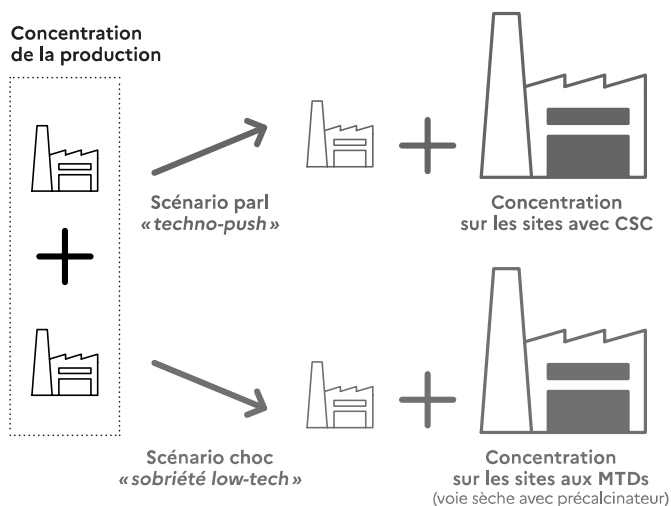 Concentration
de la production
Scénario parl
« techno-push »
Concentration
sur les sites avec CSC
Scénario choc
« sobriété low-tech »
Concentration
sur les sites aux MTDs
(voie sèche avec précalcinateur)